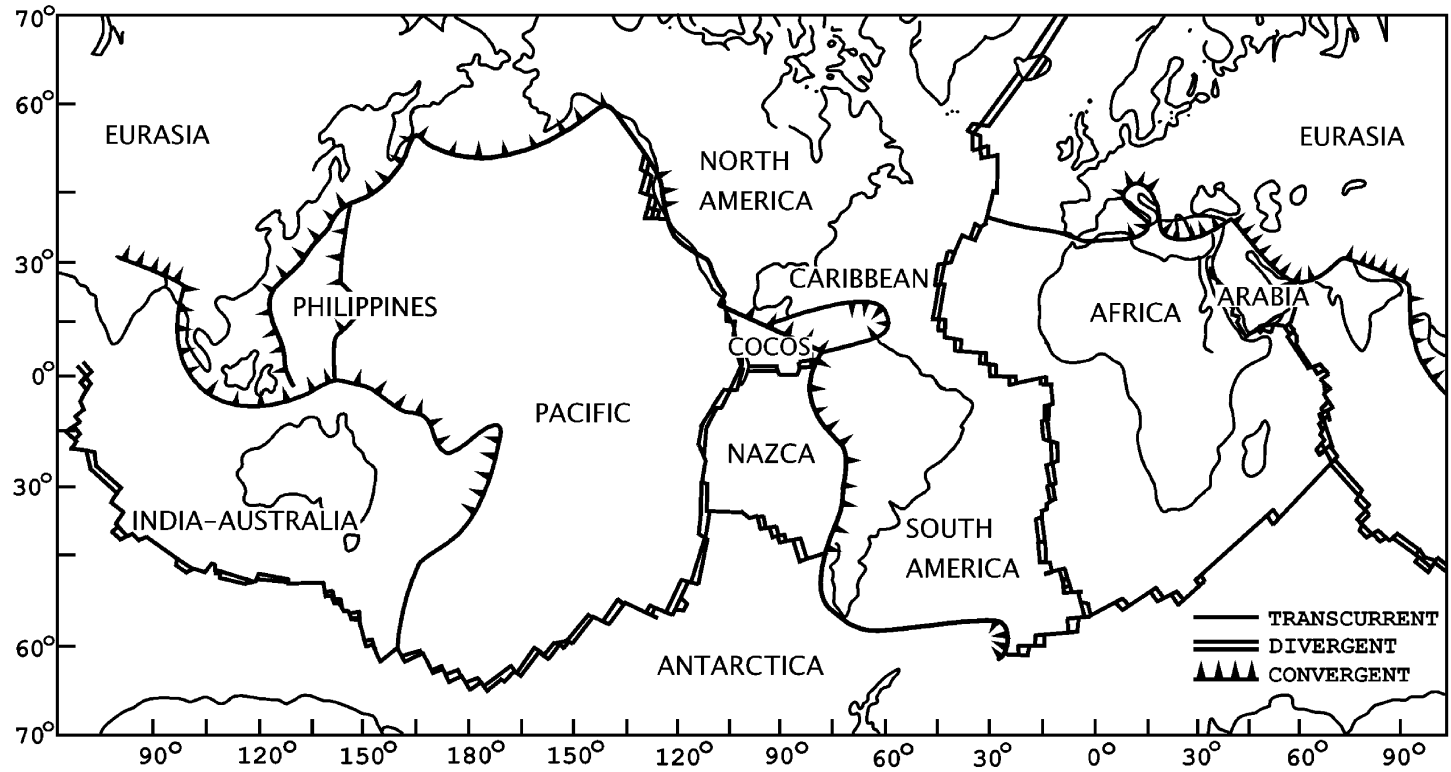 70°
60°
EURASIA
EURASIA
NORTH
AMERICA
30°
CARIBBEAN
PHILIPPINES
ARABIA
AFRICA
COCOS
0°
PACIFIC
NAZCA
30°
INDIA-AUSTRALIA
SOUTH
AMERICA
TRANSCURRENT
60°
DIVERGENT
ANTARCTICA
CONVERGENT
70°
90° 120° 150° 180° 150° 120° 90° 60° 30° 0° 30° 60° 90°